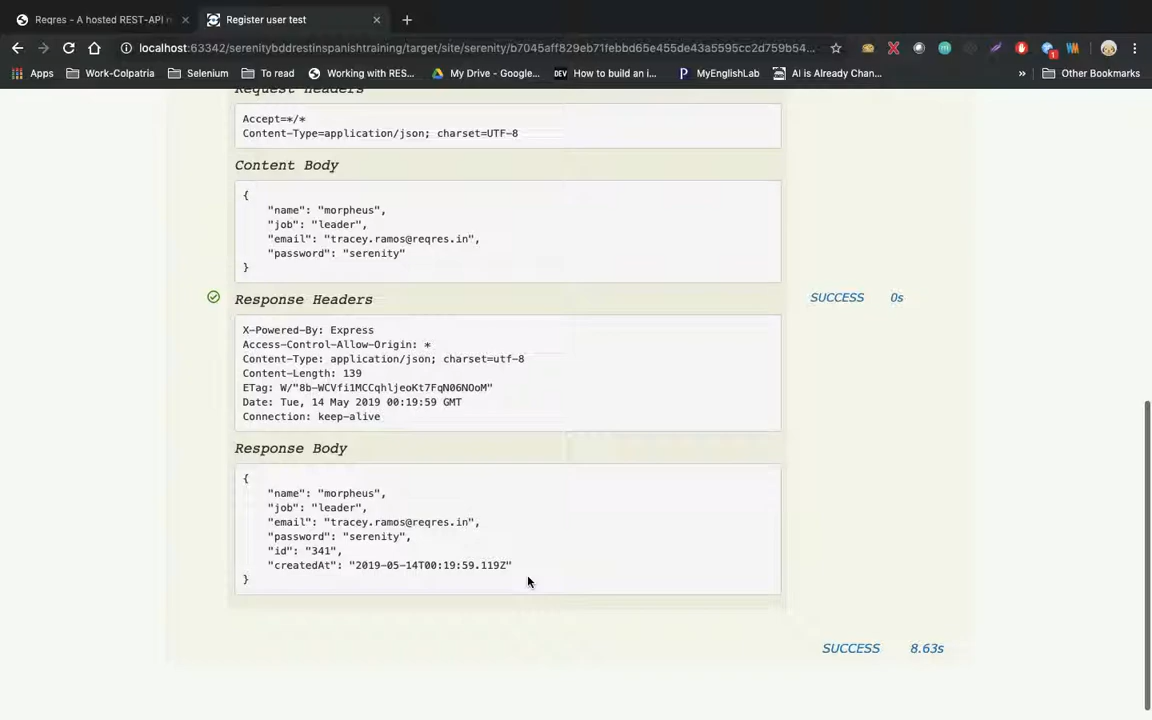 Reqres - A hosted REST-API r
Register user test
localhost:63342/serenitybddrestinspanishtraining/target/site/serenity/b7045aff829eb71febbd65e455de43a5595cc2d759b54...
Apps Work-Colpatria Selenium To read Working with RES... My Drive - Google... DEV How to build an i... P MyEnglishLab AI is Already Chan... » Other Bookmarks
Request Headers
Accept=*/*
Content-Type=application/json; charset=UTF-8
Content Body
{
"name": "morpheus",
"job": "leader",
"email": "tracey.ramos@reqres.in",
"password": "serenity"
}
Response Headers SUCCESS 0s
X-Powered-By: Express
Access-Control-Allow-Origin: *
Content-Type: application/json; charset=utf-8
Content-Length: 139
ETag: W/"8b-WCVfi1MCCqhljeoKt7FqN06NOoM"
Date: Tue, 14 May 2019 00:19:59 GMT
Connection: keep-alive
Response Body
{
"name": "morpheus",
"job": "leader",
"email": "tracey.ramos@reqres.in",
"password": "serenity",
"id": "341",
"createdAt": "2019-05-14T00:19:59.119Z"
}
SUCCESS 8.63s